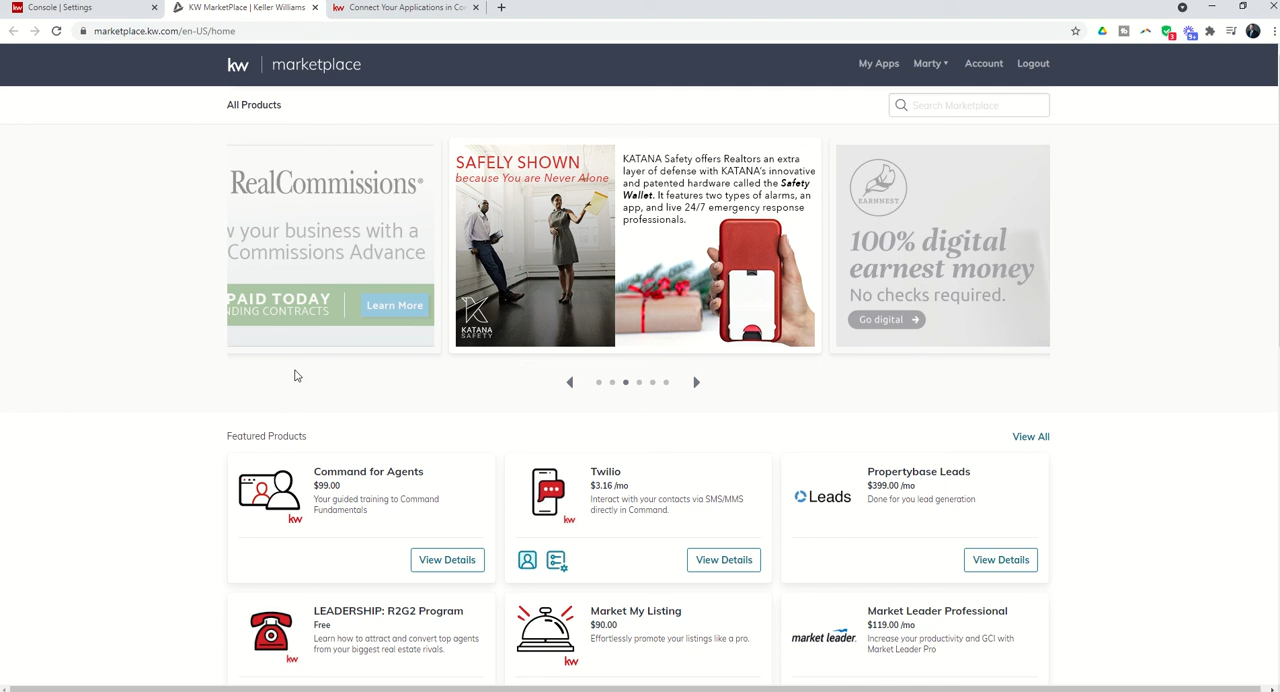 Console | Settings
KW MarketPlace | Keller Williams
Connect Your Applications in Co
marketplace.kw.com/en-US/home
kw marketplace
My Apps
Marty
Account
Logout
All Products
Search Marketplace
RealCommissions®
w your business with a
Commissions Advance
PAID TODAY
NDING CONTRACTS
Learn More
SAFELY SHOWN
because You are Never Alone
KATANA
SAFETY
KATANA Safety offers Realtors an extra
layer of defense with KATANA's innovative
and patented hardware called the Safety
Wallet. It features two types of alarms, an
app, and live 24/7 emergency response
professionals.
EARNNEST
100% digital
earnest money
No checks required.
Go digital
Featured Products
View All
Command for Agents
$99.00
Your guided training to Command
Fundamentals
kw
View Details
Twilio
$3.16 /mo
Interact with your contacts via SMS/MMS
directly in Command.
kw
View Details
Propertybase Leads
$399.00 /mo
Done for you lead generation
Leads
View Details
LEADERSHIP: R2G2 Program
Free
Learn how to attract and convert top agents
from your biggest real estate rivals.
kw
Market My Listing
$90.00
Effortlessly promote your listings like a pro.
kw
Market Leader Professional
$119.00 /mo
Increase your productivity and GCI with
Market Leader Pro
market leader